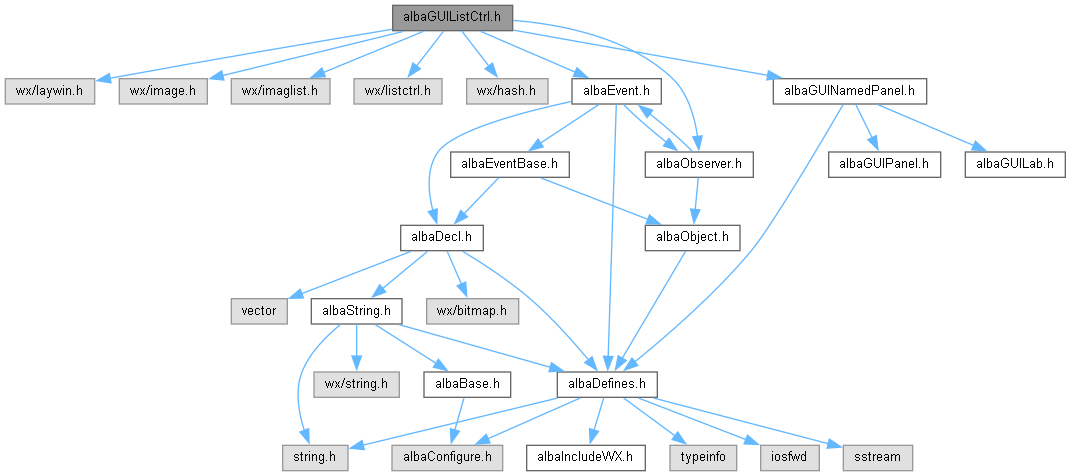 albaGUIListCtrl.h
wx/laywin.h
wx/image.h
wx/imaglist.h
wx/listctrl.h
wx/hash.h
albaEvent.h
albaGUINamedPanel.h
albaEventBase.h
albaObserver.h
albaGUIPanel.h
albaGUILab.h
albaDecl.h
albaObject.h
vector
albaString.h
wx/bitmap.h
wx/string.h
albaBase.h
albaDefines.h
string.h
albaConfigure.h
albaIncludeWX.h
typeinfo
iosfwd
sstream